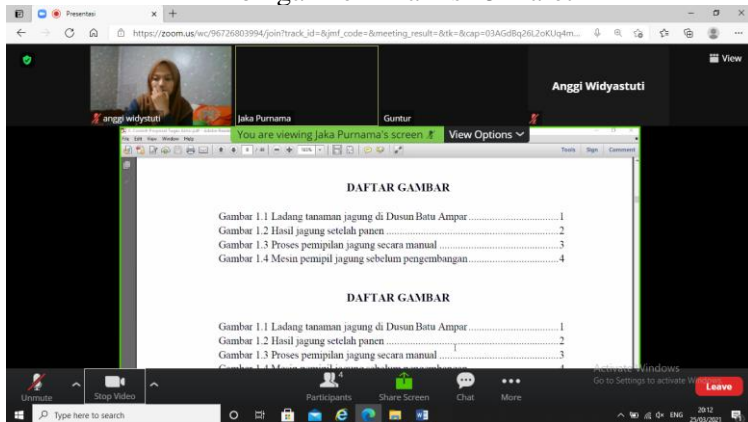 Presentasi
https://zoom.us/wc/96726803994/join?track_id=&jmf_code=&meeting_result=&tk=&cap=03AGdBq26L2oKUq4m...
View
anggi widystuti
Jaka Purnama
Guntur
Anggi Widyastuti
You are viewing Jaka Purnama's screen
View Options
File Edit View Window Help
Tools Sign Comment
DAFTAR GAMBAR
Gambar 1.1 Ladang tanaman jagung di Dusun Batu Ampar ........................ 1
Gambar 1.2 Hasil jagung setelah panen ........................ 2
Gambar 1.3 Proses pemipilan jagung secara manual ........................ 3
Gambar 1.4 Mesin pemipil jagung sebelum pengembangan ........................ 4
DAFTAR GAMBAR
Gambar 1.1 Ladang tanaman jagung di Dusun Batu Ampar ........................ 1
Gambar 1.2 Hasil jagung setelah panen ........................ 2
Gambar 1.3 Proses pemipilan jagung secara manual ........................ 3
Activate Windows
Go to Settings to activate Windows.
Unmute
Stop Video
4
Participants
Share Screen
Chat
More
Leave
Type here to search
ENG
20:12
25/03/2021